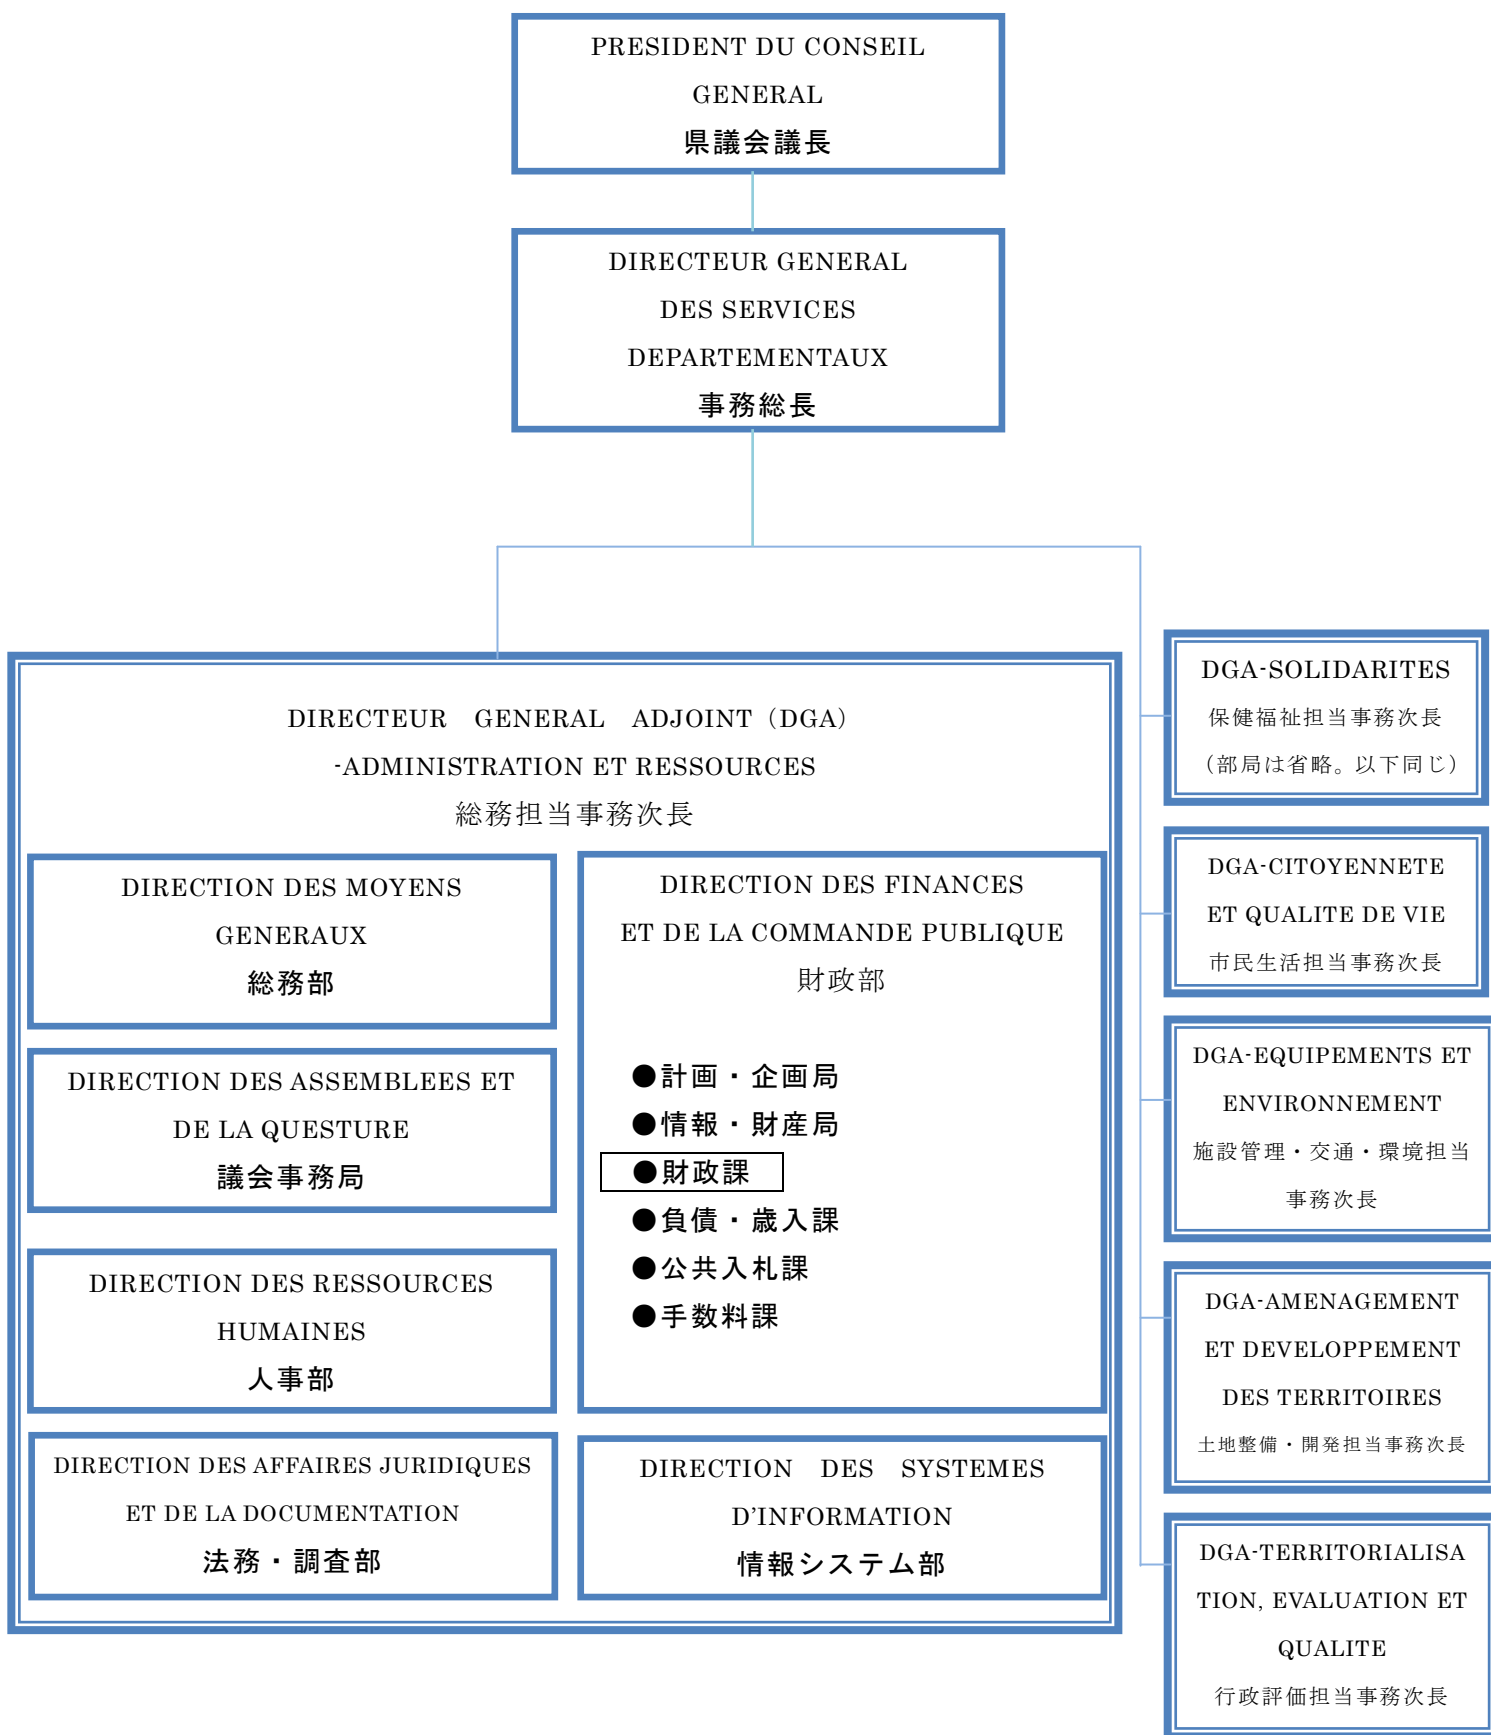 PRESIDENT DU CONSEIL
GENERAL
県議会議長
DIRECTEUR GENERAL
DES SERVICES
DEPARTEMENTAUX
事務総長
DIRECTEUR GENERAL ADJOINT（DGA）
-ADMINISTRATION ET RESSOURCES
総務担当事務次長
DIRECTION DES MOYENS
GENERAUX
総務部
DIRECTION DES ASSEMBLEES ET
DE LA QUESTURE
議会事務局
DIRECTION DES RESSOURCES
HUMAINES
人事部
DIRECTION DES AFFAIRES JURIDIQUES
ET DE LA DOCUMENTATION
法務・調査部
DIRECTION DES FINANCES
ET DE LA COMMANDE PUBLIQUE
財政部
●計画・企画局
●情報・財産局
●財政課
●負債・歳入課
●公共入札課
●手数料課
DIRECTION DES SYSTEMES
D’INFORMATION
情報システム部
DGA-SOLIDARITES
保健福祉担当事務次長
（部局は省略。以下同じ）
DGA-CITOYENNETE
ET QUALITE DE VIE
市民生活担当事務次長
DGA-EQUIPEMENTS ET
ENVIRONNEMENT
施設管理・交通・環境担当
事務次長
DGA-AMENAGEMENT
ET DEVELOPPEMENT
DES TERRITOIRES
土地整備・開発担当事務次長
DGA-TERRITORIALISA
TION, EVALUATION ET
QUALITE
行政評価担当事務次長